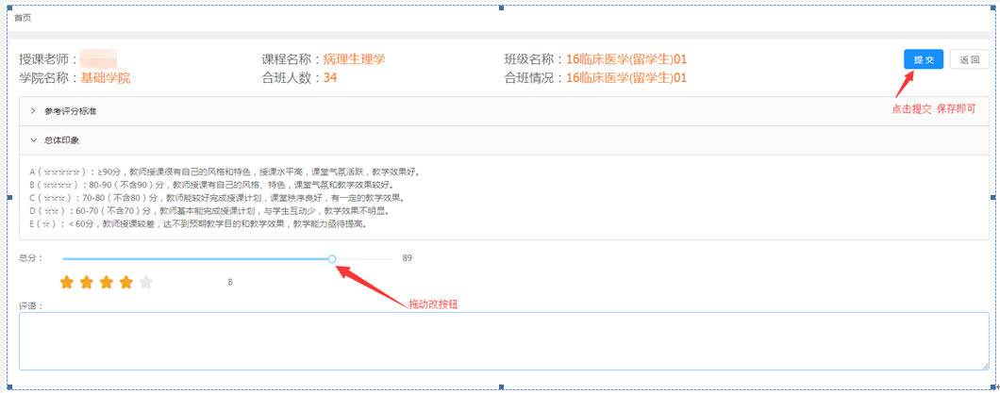 首页
授课老师：
课程名称：病理生理学
班级名称：16临床医学(留学生)01
提 交
返 回
学院名称：基础学院
合班人数：34
合班情况：16临床医学(留学生)01
点击提交 保存即可
参考评分标准
总体印象
A（☆☆☆☆☆）：≥90分，教师授课很有自己的风格和特色，授课水平高，课堂气氛活跃，教学效果好。
B（☆☆☆☆）：80-90（不含90）分，教师授课有自己的风格、特色，课堂气氛和教学效果较好。
C（☆☆☆）：70-80（不含80）分，教师能较好完成授课计划，课堂秩序良好，有一定的教学效果。
D（☆☆）：60-70（不含70）分，教师基本能完成授课计划，与学生互动少，教学效果不明显。
E（☆）：＜60分，教师授课较差，达不到预期教学目的和教学效果，教学能力亟待提高。
总分：
89
B
拖动改按钮
评语：